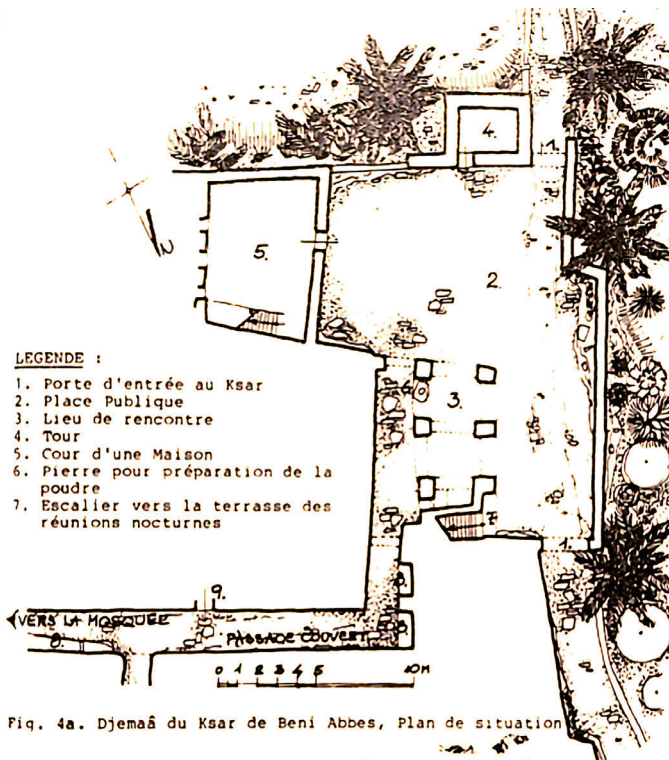 4.
1.
5.
2.
N
LEGENDE :
1. Porte d'entrée au Ksar
2. Place Publique
3. Lieu de rencontre
4. Tour
5. Cour d'une Maison
6. Pierre pour préparation de la
poudre
7. Escalier vers la terrasse des
réunions nocturnes
6
3.
7
1.
8.
9.
VERS LA MOSQUEE
PASSAGE COUVERT
8.
0 1 2 3 4 5 10M
Fig. 4a. Djemaâ du Ksar de Beni Abbes, Plan de situation